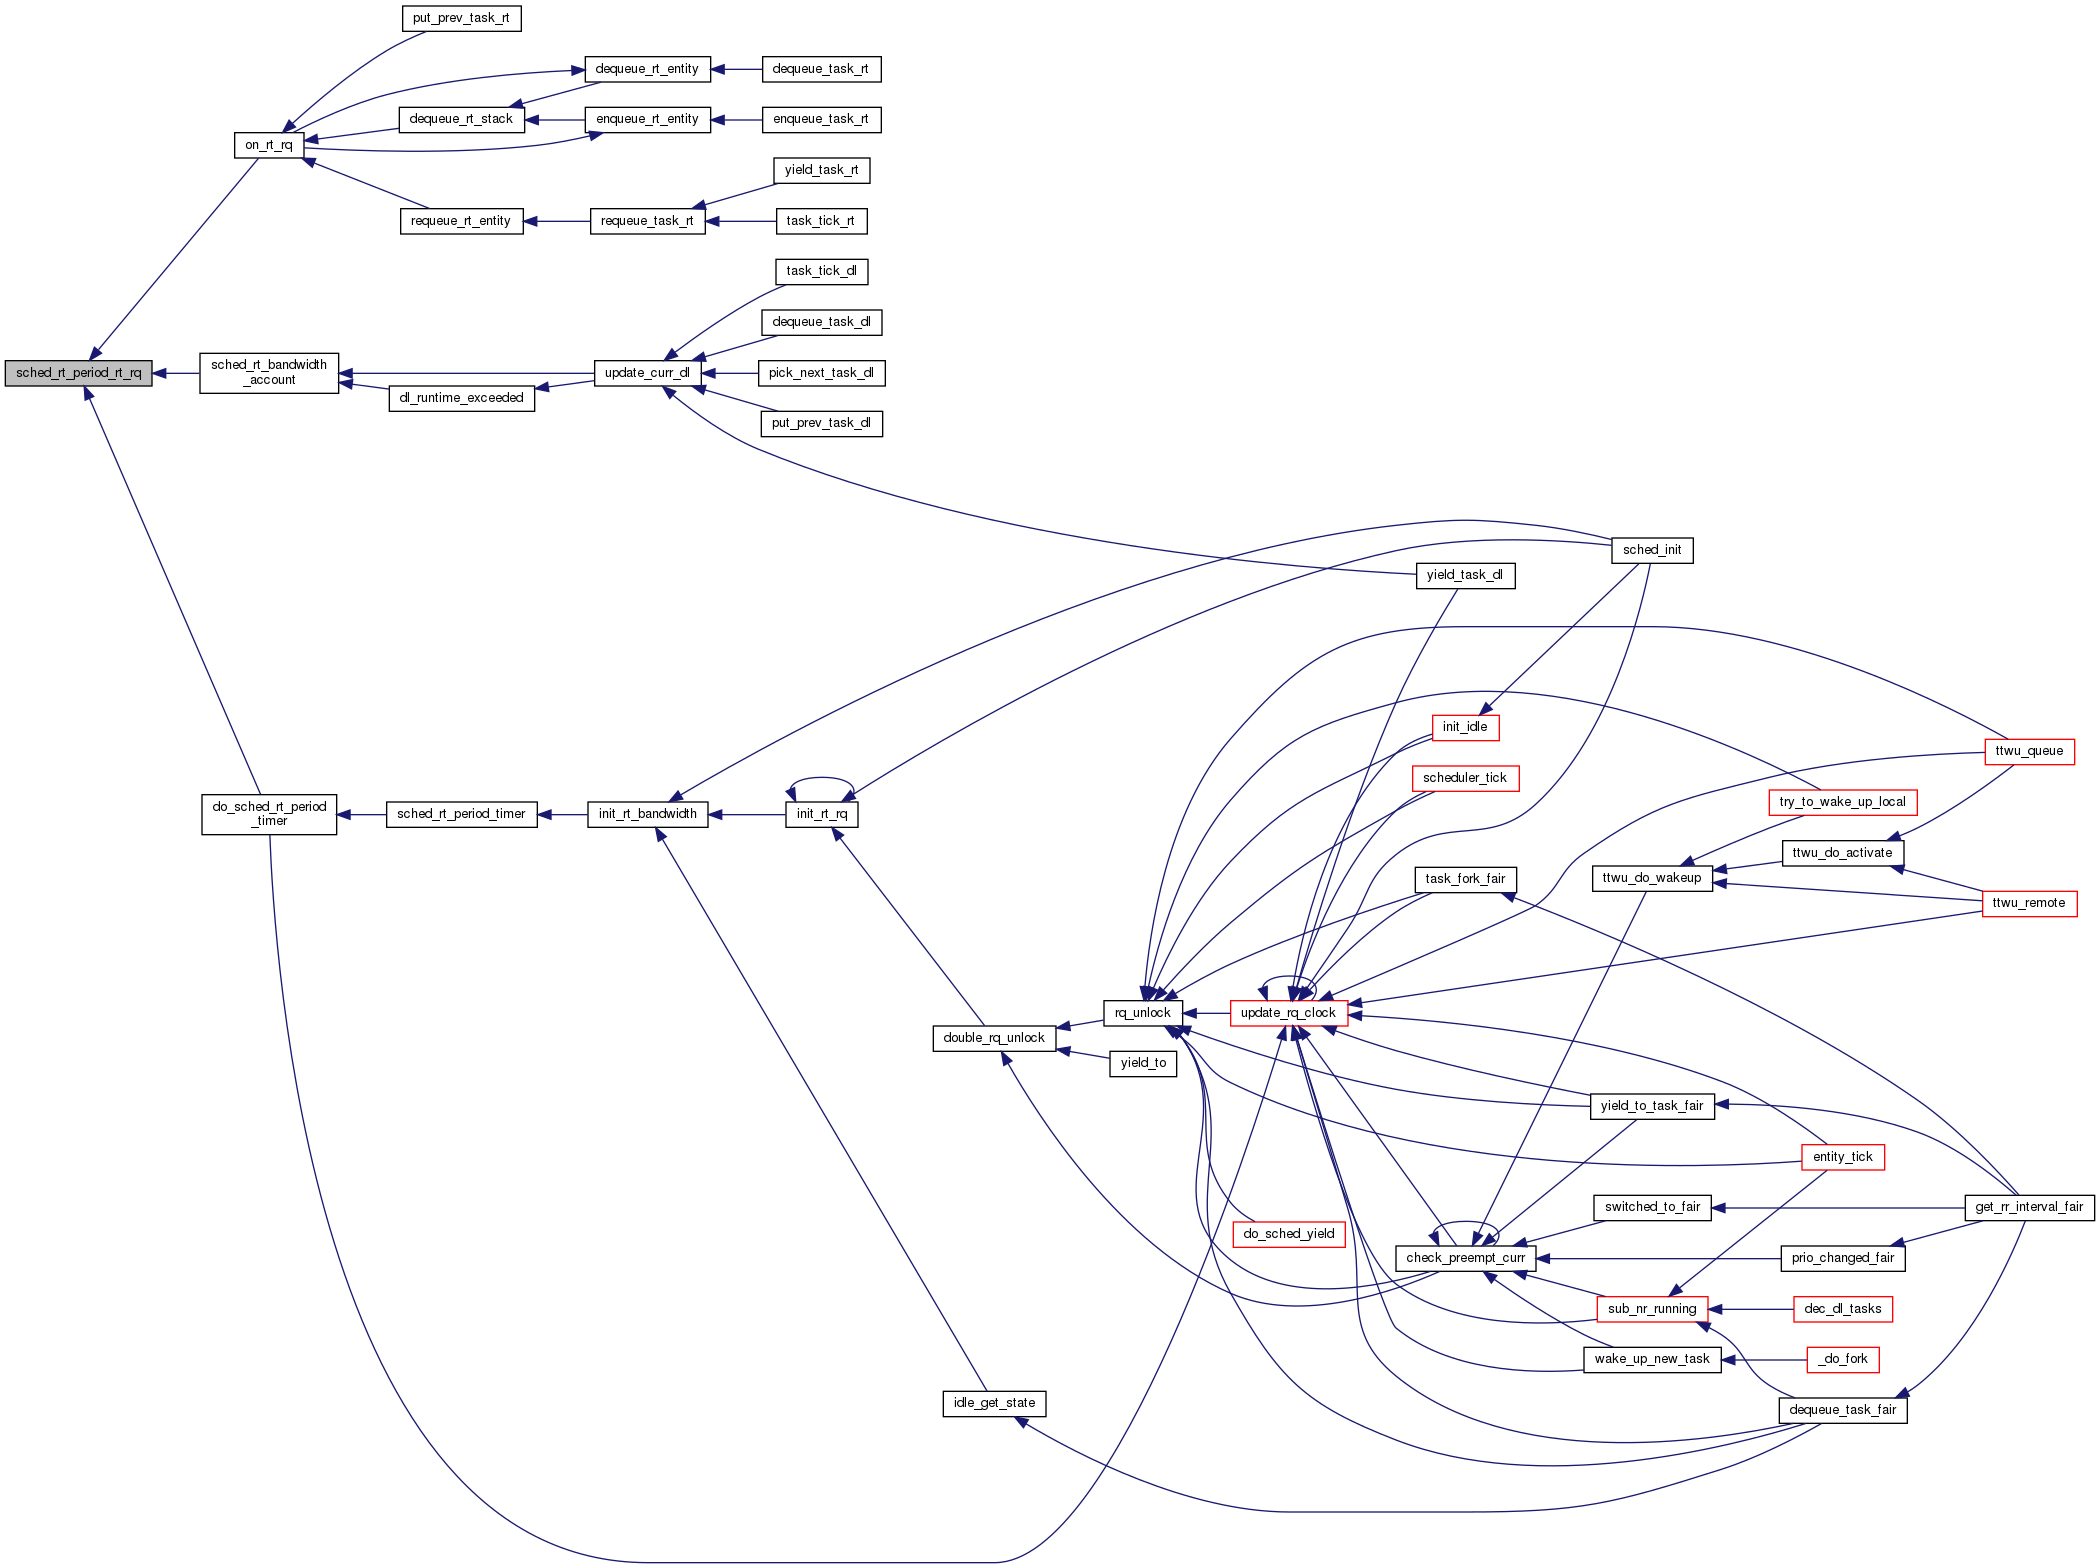 put_prev_task_rt
dequeue_rt_entity
dequeue_task_rt
dequeue_rt_stack
enqueue_rt_entity
enqueue_task_rt
on_rt_rq
yield_task_rt
requeue_rt_entity
requeue_task_rt
task_tick_rt
task_tick_dl
dequeue_task_dl
sched_rt_period_rt_rq
sched_rt_bandwidth
_account
update_curr_dl
pick_next_task_dl
dl_runtime_exceeded
put_prev_task_dl
sched_init
yield_task_dl
init_idle
ttwu_queue
scheduler_tick
try_to_wake_up_local
do_sched_rt_period
_timer
sched_rt_period_timer
init_rt_bandwidth
init_rt_rq
ttwu_do_activate
task_fork_fair
ttwu_do_wakeup
ttwu_remote
rq_unlock
update_rq_clock
double_rq_unlock
yield_to
yield_to_task_fair
entity_tick
switched_to_fair
get_rr_interval_fair
do_sched_yield
check_preempt_curr
prio_changed_fair
sub_nr_running
dec_dl_tasks
wake_up_new_task
_do_fork
idle_get_state
dequeue_task_fair